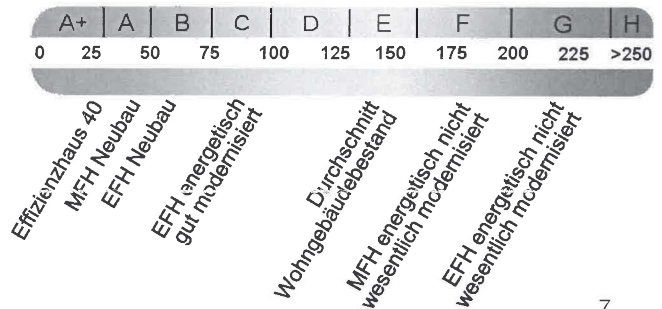 A+ A B C D E F G H
0 25 50 75 100 125 150 175 200 225 >250
Effizienzhaus 40
MFH Neubau
EFH Neubau
EFH energetisch
gut modernisiert
Durchschnitt
Wohngebäudebestand
MFH energetisch nicht
wesentlich modernisiert
EFH energetisch nicht
wesentlich modernisiert
7